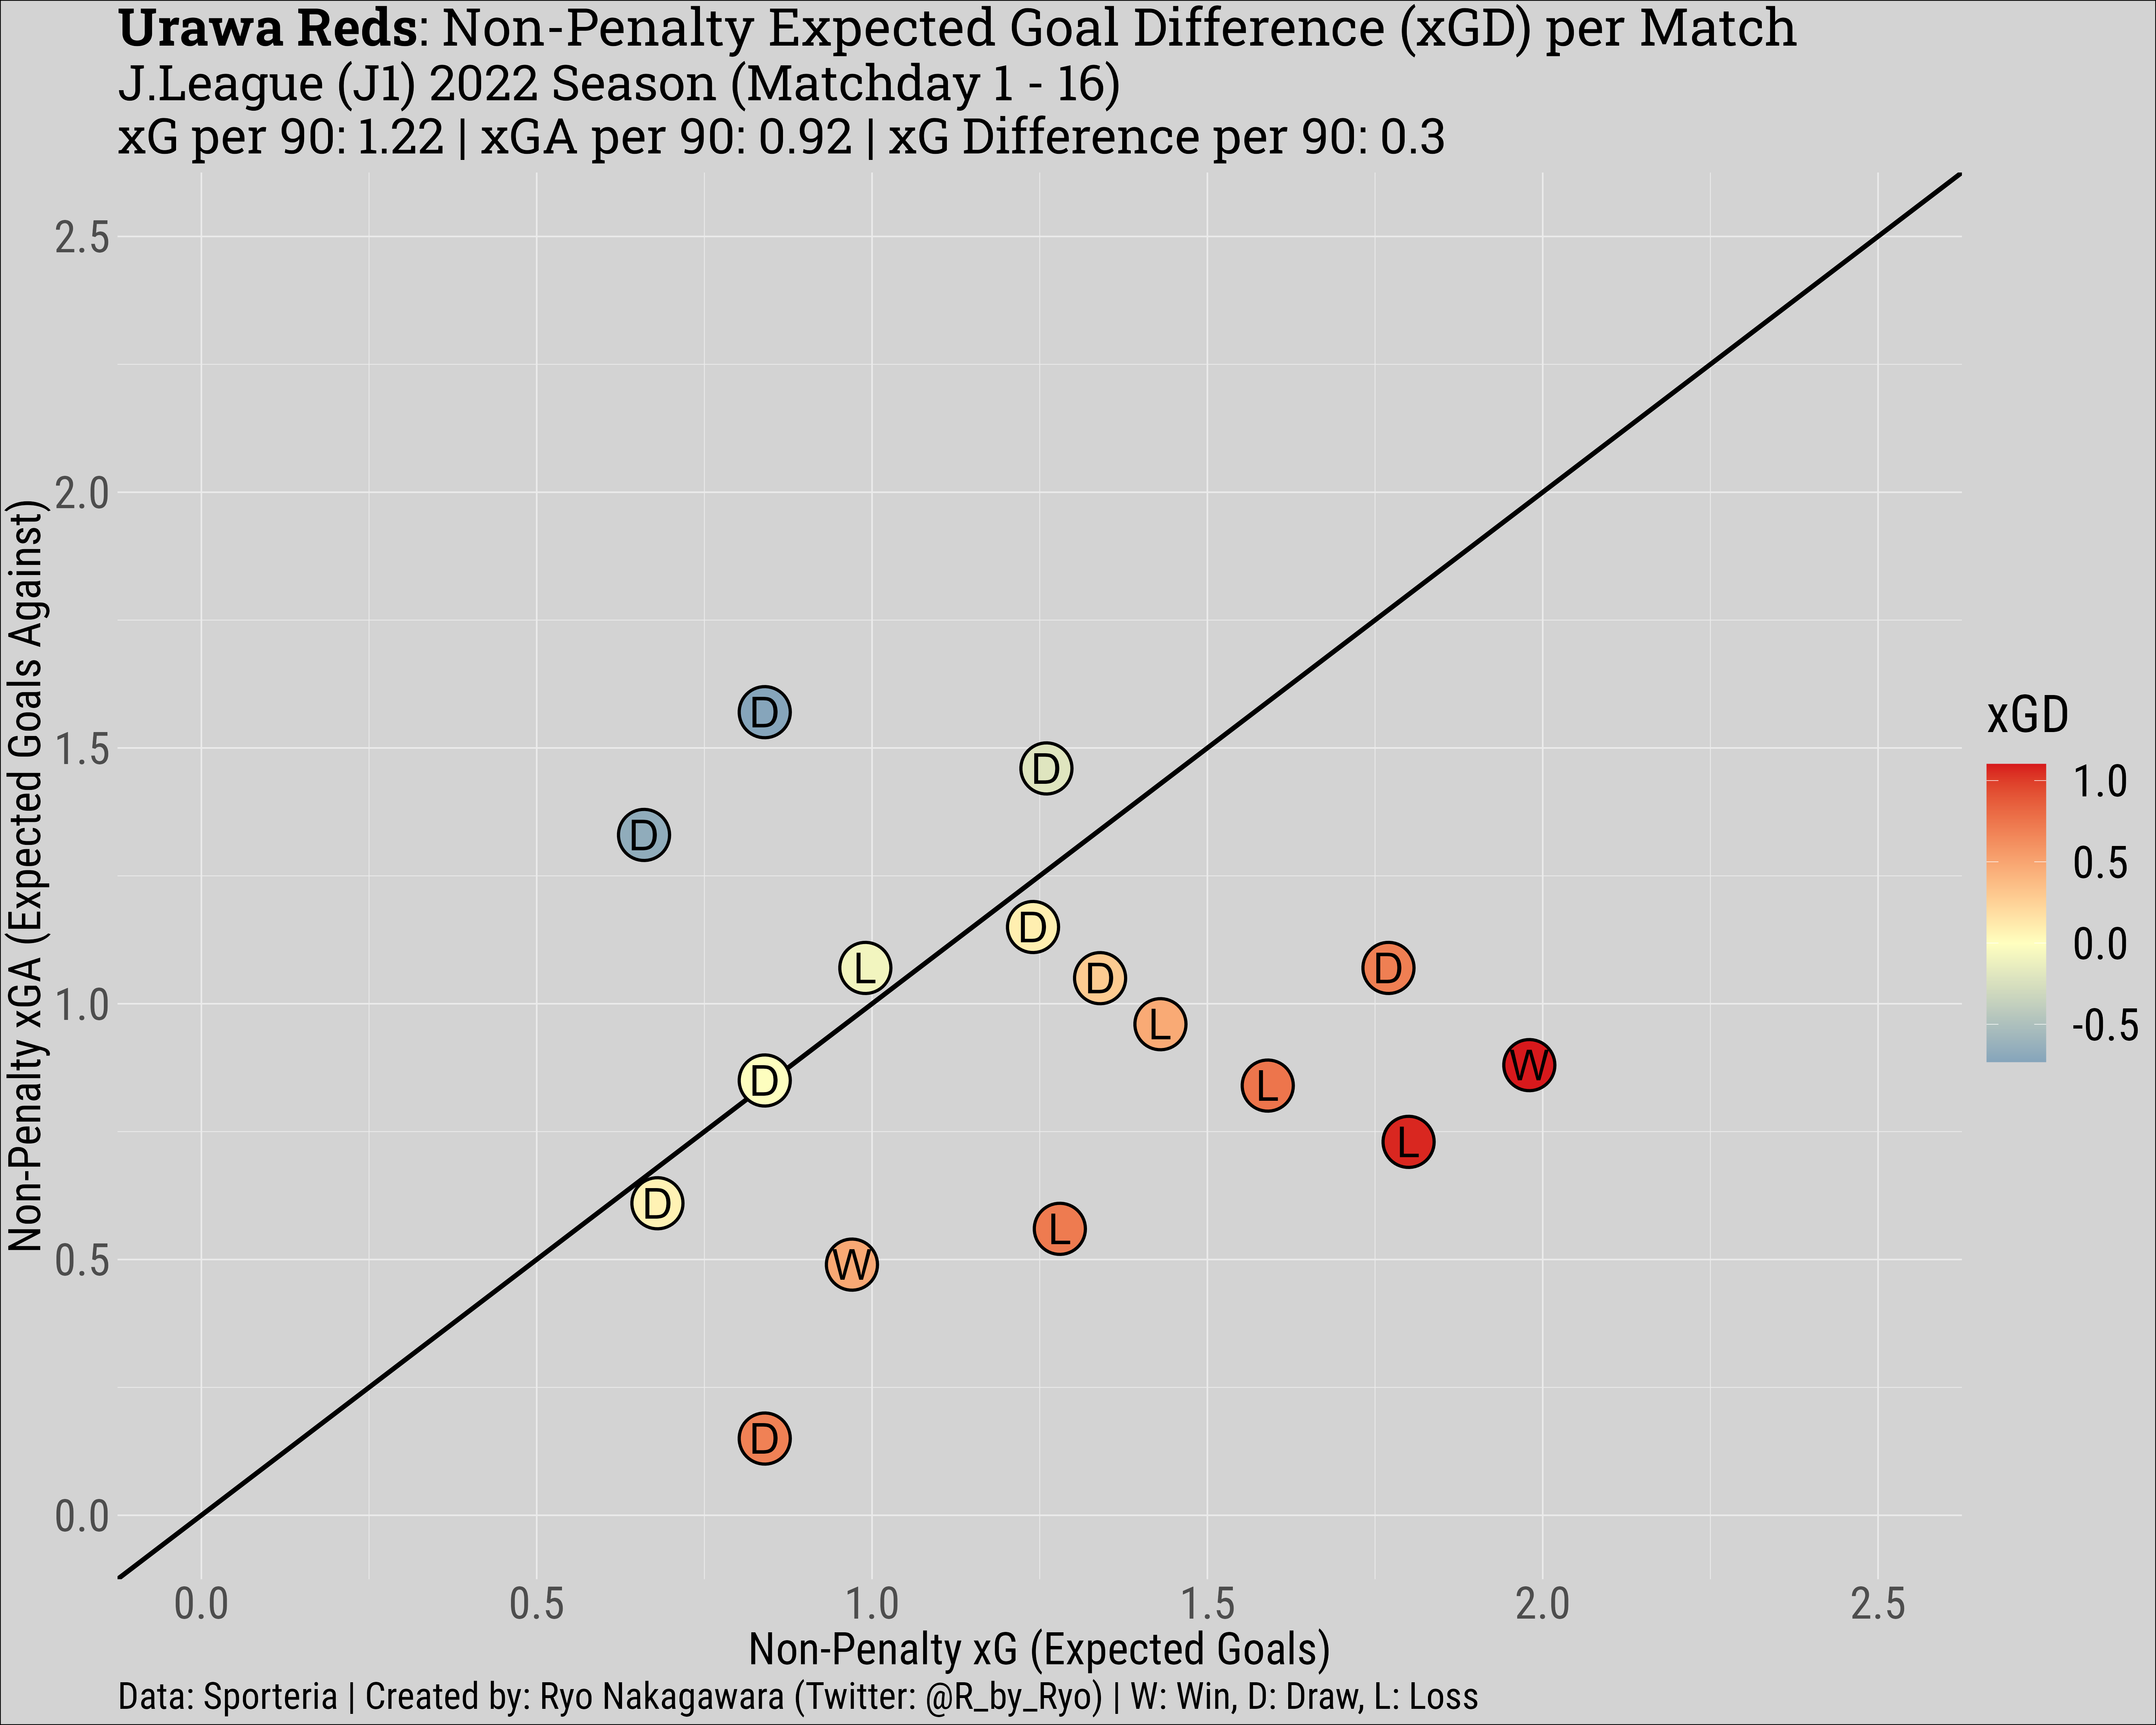 Urawa Reds: Non-Penalty Expected Goal Difference (xGD) per Match
J.League (J1) 2022 Season (Matchday 1 - 16)
xG per 90: 1.22 | xGA per 90: 0.92 | xG Difference per 90: 0.3
Non-Penalty xGA (Expected Goals Against)
2.5
2.0
1.5
1.0
0.5
0.0
D
D
D
D
L
D
D
L
D
L
W
L
D
L
W
D
xGD
1.0
0.5
0.0
-0.5
0.0
0.5
1.0
1.5
2.0
2.5
Non-Penalty xG (Expected Goals)
Data: Sporteria | Created by: Ryo Nakagawara (Twitter: @R_by_Ryo) | W: Win, D: Draw, L: Loss